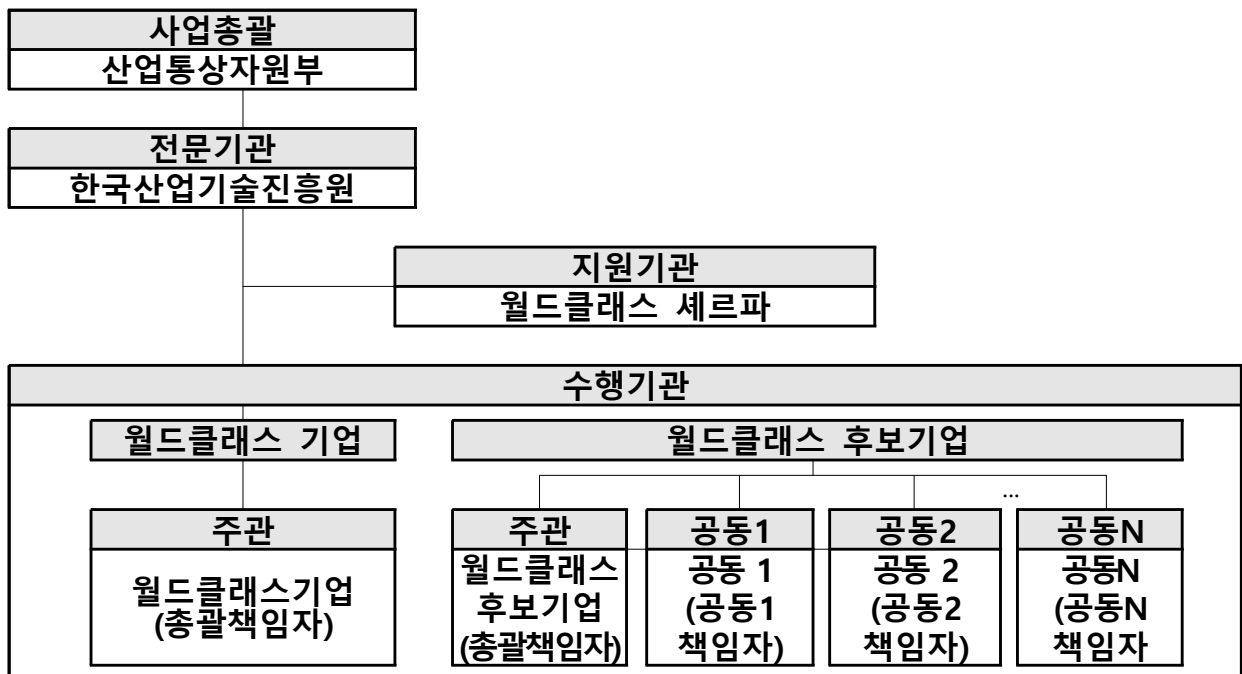 사업총괄
산업통상자원부
전문기관
한국산업기술진흥원
지원기관
월드클래스 셰르파
수행기관
월드클래스 기업
월드클래스 후보기업
...
주관
월드클래스기업
(총괄책임자)
주관
월드클래스
후보기업
(총괄책임자)
공동1
공동 1
(공동1
책임자)
공동2
공동 2
(공동2
책임자)
공동N
공동N
(공동N
책임자